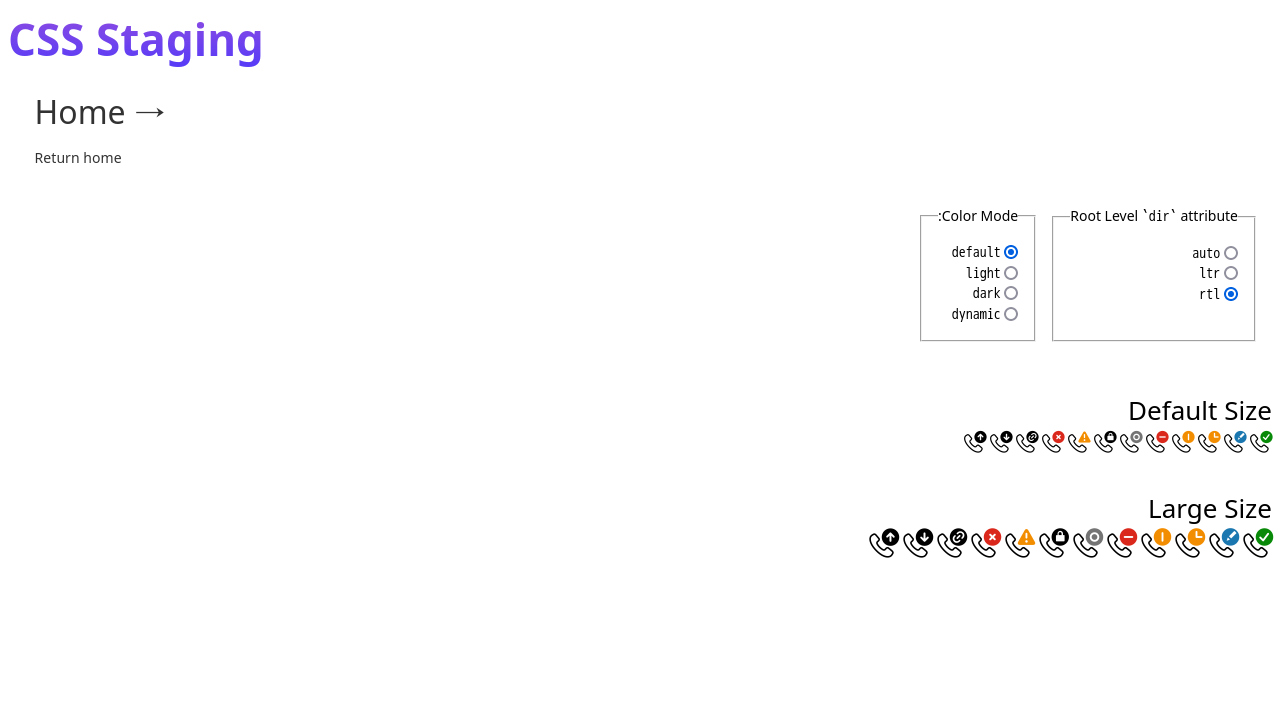 CSS Staging
Home →
Return home
Root Level `dir` attribute
auto
ltr
rtl
:Color Mode
default
light
dark
dynamic
Default Size
Large Size